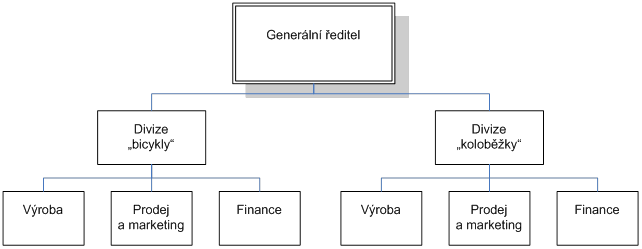 Generální ředitel
Divize
„bicykly“
Divize
„koloběžky“
Výroba
Prodej
a marketing
Finance
Výroba
Prodej
a marketing
Finance